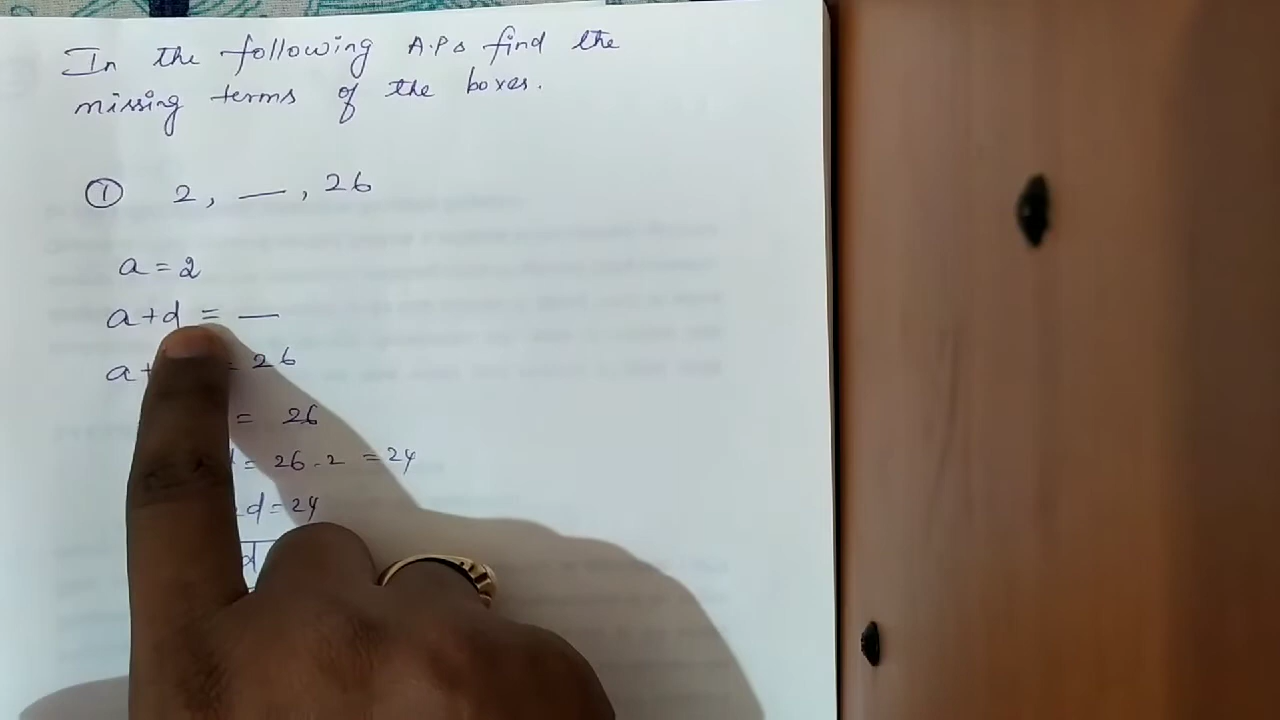 In the following A.Ps find the
missing terms of the boxes.
① 2, —, 26
a = 2
a+d = —
a+ = 26
= 26
= 26 - 2 = 24
d = 24
d